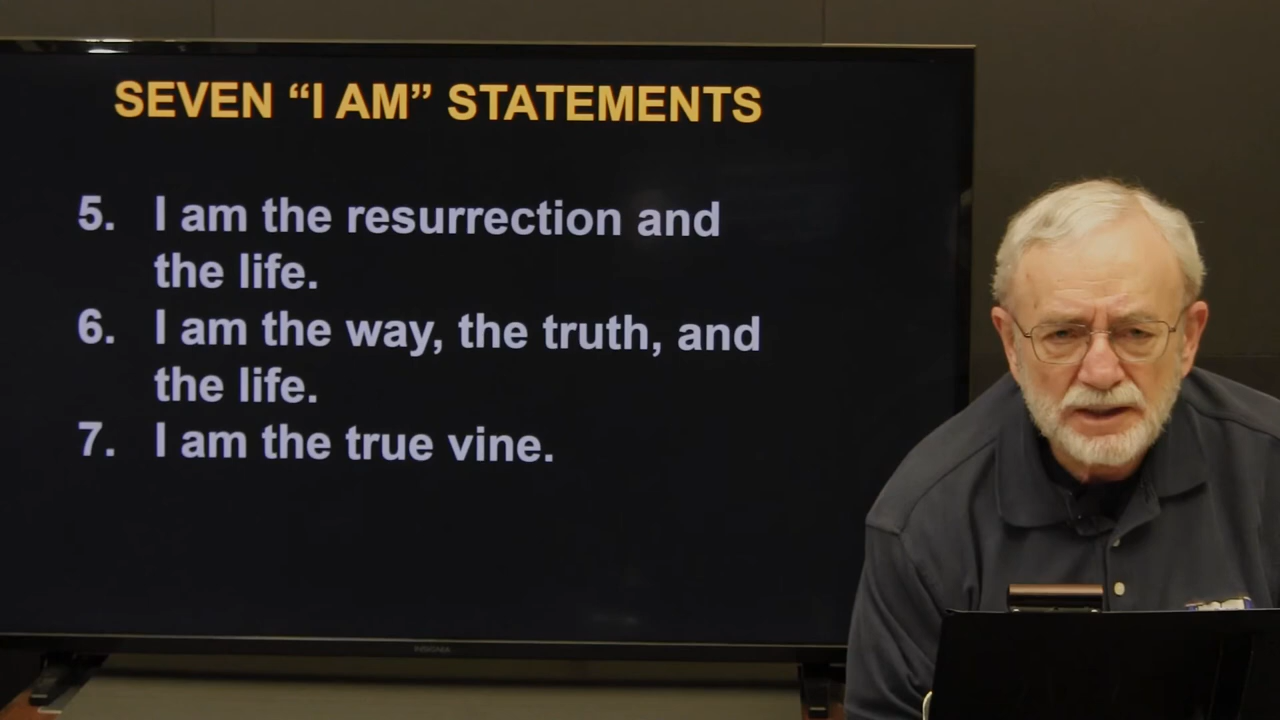 SEVEN “I AM” STATEMENTS
5. I am the resurrection and
the life.
6. I am the way, the truth, and
the life.
7. I am the true vine.
INSIGNIA